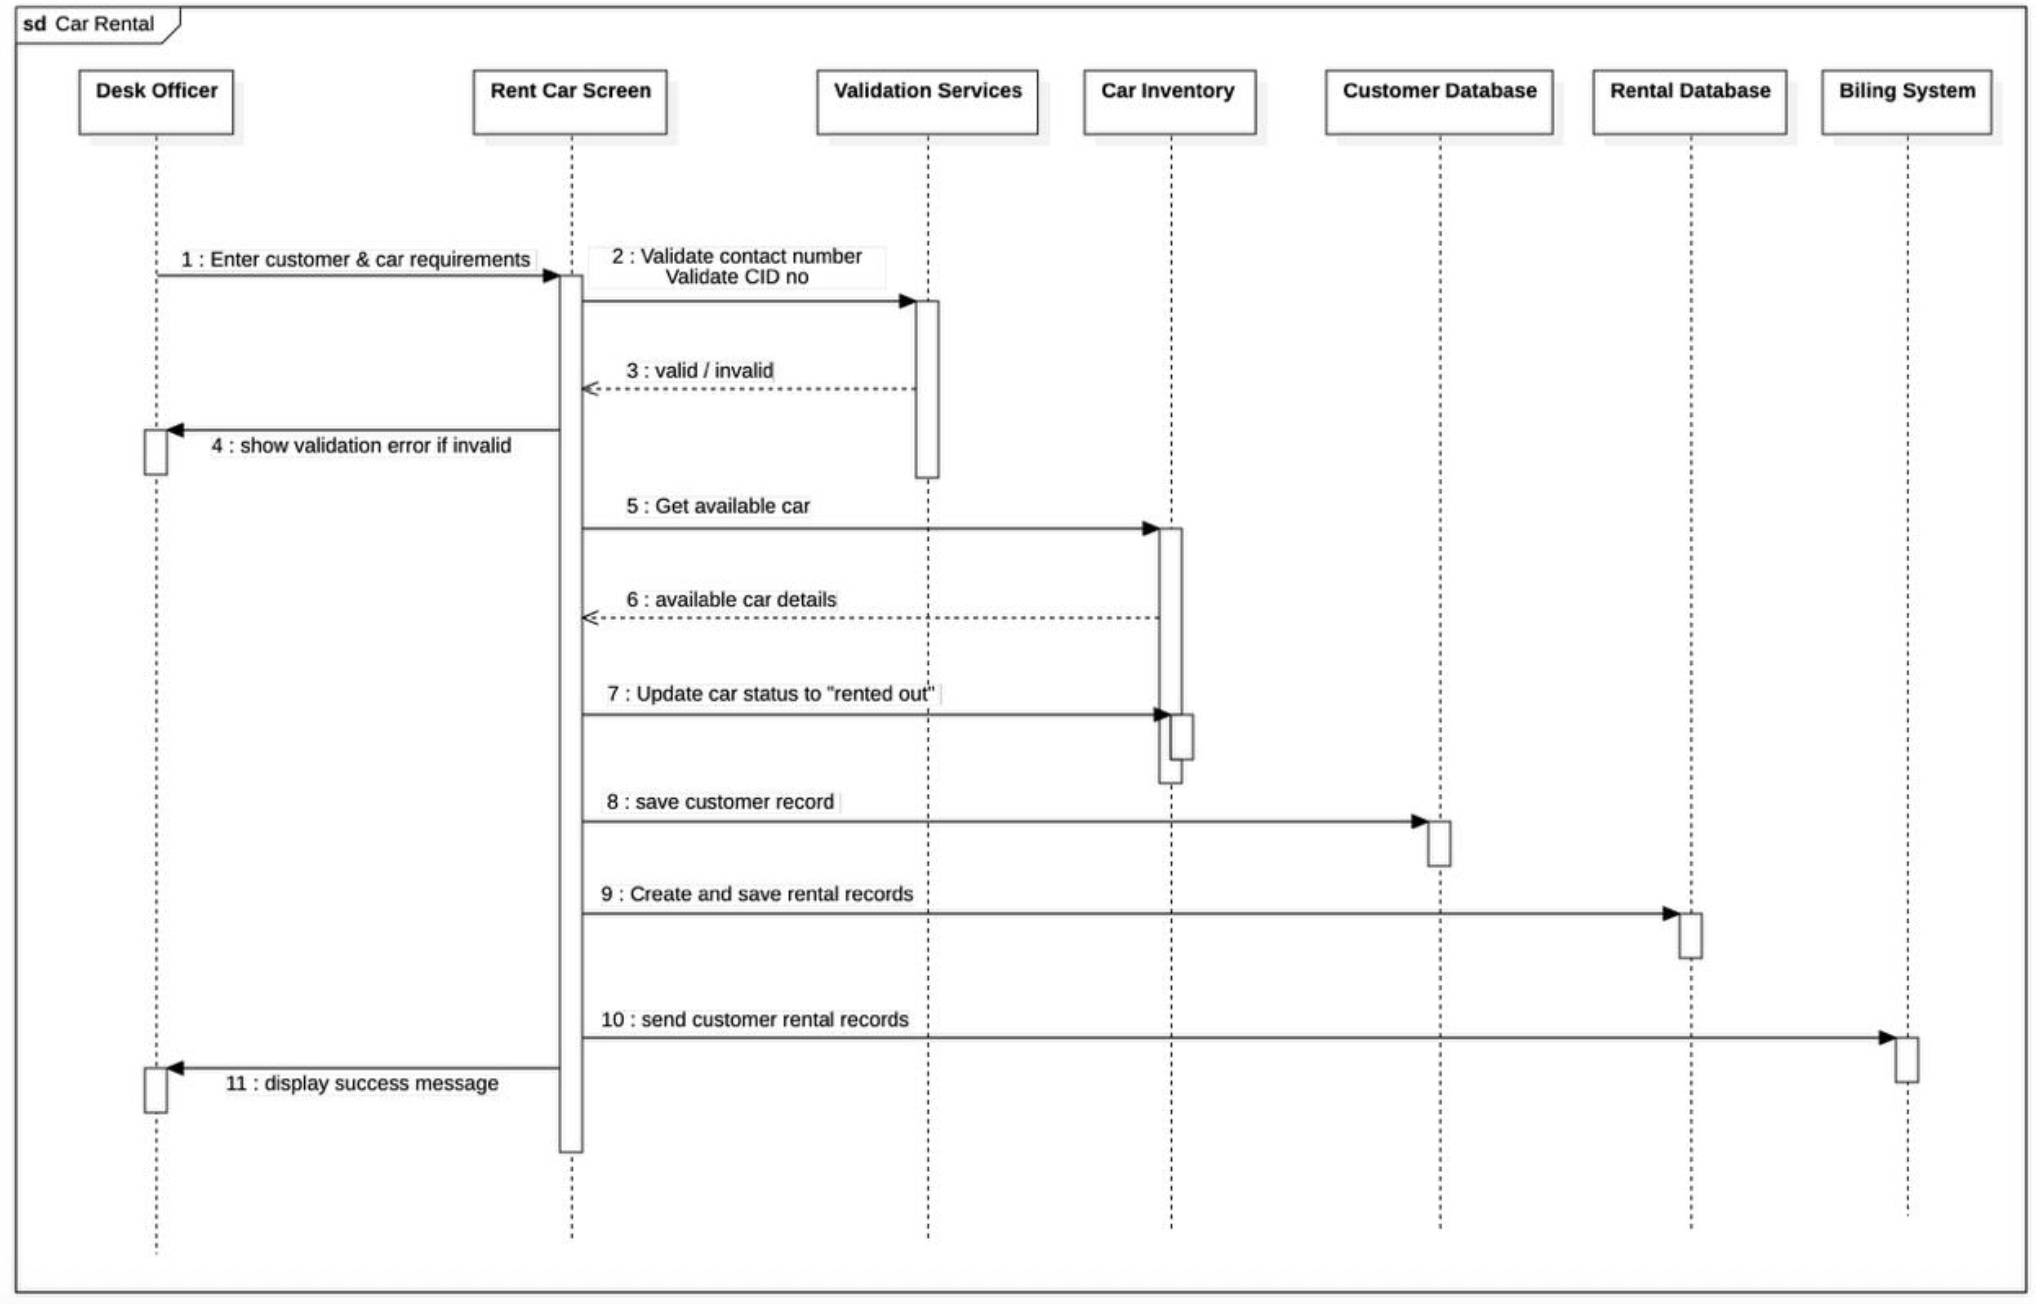 sd Car Rental
Desk Officer
Rent Car Screen
Validation Services
Car Inventory
Customer Database
Rental Database
Biling System
1 : Enter customer & car requirements
2 : Validate contact number
Validate CID no
3 : valid / invalid
4 : show validation error if invalid
5 : Get available car
6 : available car details
7 : Update car status to "rented out"
8 : save customer record
9 : Create and save rental records
10 : send customer rental records
11 : display success message